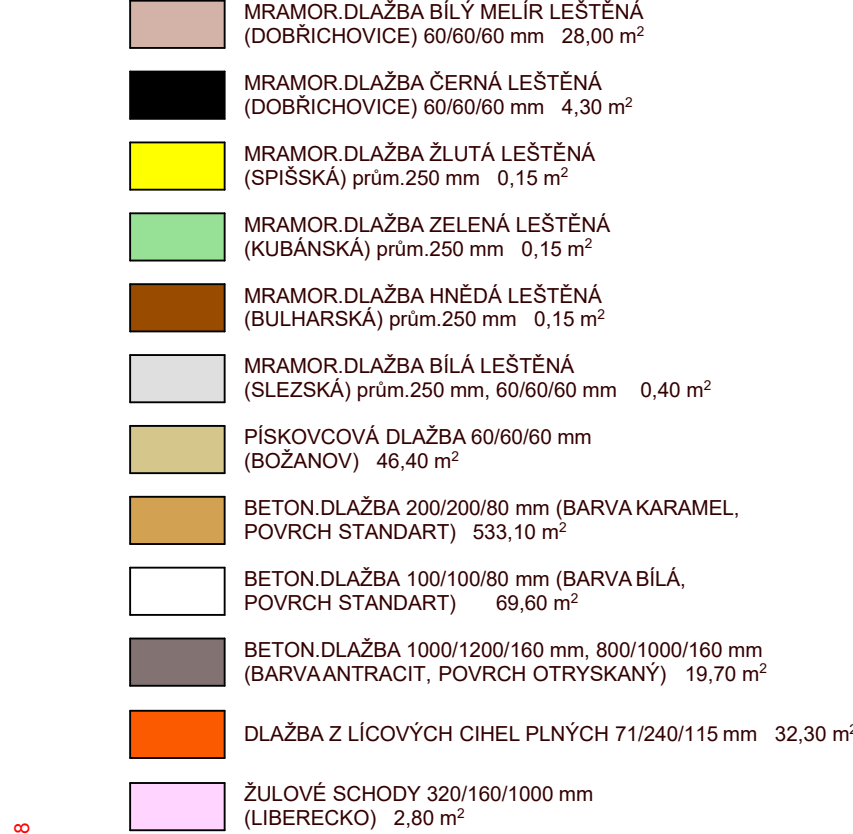 MRAMOR.DLAŽBA BÍLÝ MELÍR LEŠTĚNÁ
(DOBŘICHOVICE) 60/60/60 mm 28,00 m²
MRAMOR.DLAŽBA ČERNÁ LEŠTĚNÁ
(DOBŘICHOVICE) 60/60/60 mm 4,30 m²
MRAMOR.DLAŽBA ŽLUTÁ LEŠTĚNÁ
(SPIŠSKÁ) prům.250 mm 0,15 m²
MRAMOR.DLAŽBA ZELENÁ LEŠTĚNÁ
(KUBÁNSKÁ) prům.250 mm 0,15 m²
MRAMOR.DLAŽBA HNĚDÁ LEŠTĚNÁ
(BULHARSKÁ) prům.250 mm 0,15 m²
MRAMOR.DLAŽBA BÍLÁ LEŠTĚNÁ
(SLEZSKÁ) prům.250 mm, 60/60/60 mm 0,40 m²
PÍSKOVCOVÁ DLAŽBA 60/60/60 mm
(BOŽANOV) 46,40 m²
BETON.DLAŽBA 200/200/80 mm (BARVA KARAMEL,
POVRCH STANDART) 533,10 m²
BETON.DLAŽBA 100/100/80 mm (BARVA BÍLÁ,
POVRCH STANDART) 69,60 m²
BETON.DLAŽBA 1000/1200/160 mm, 800/1000/160 mm
(BARVA ANTRACIT, POVRCH OTRYSKANÝ) 19,70 m²
DLAŽBA Z LÍCOVÝCH CIHEL PLNÝCH 71/240/115 mm 32,30 m²
ŽULOVÉ SCHODY 320/160/1000 mm
(LIBERECKO) 2,80 m²
8